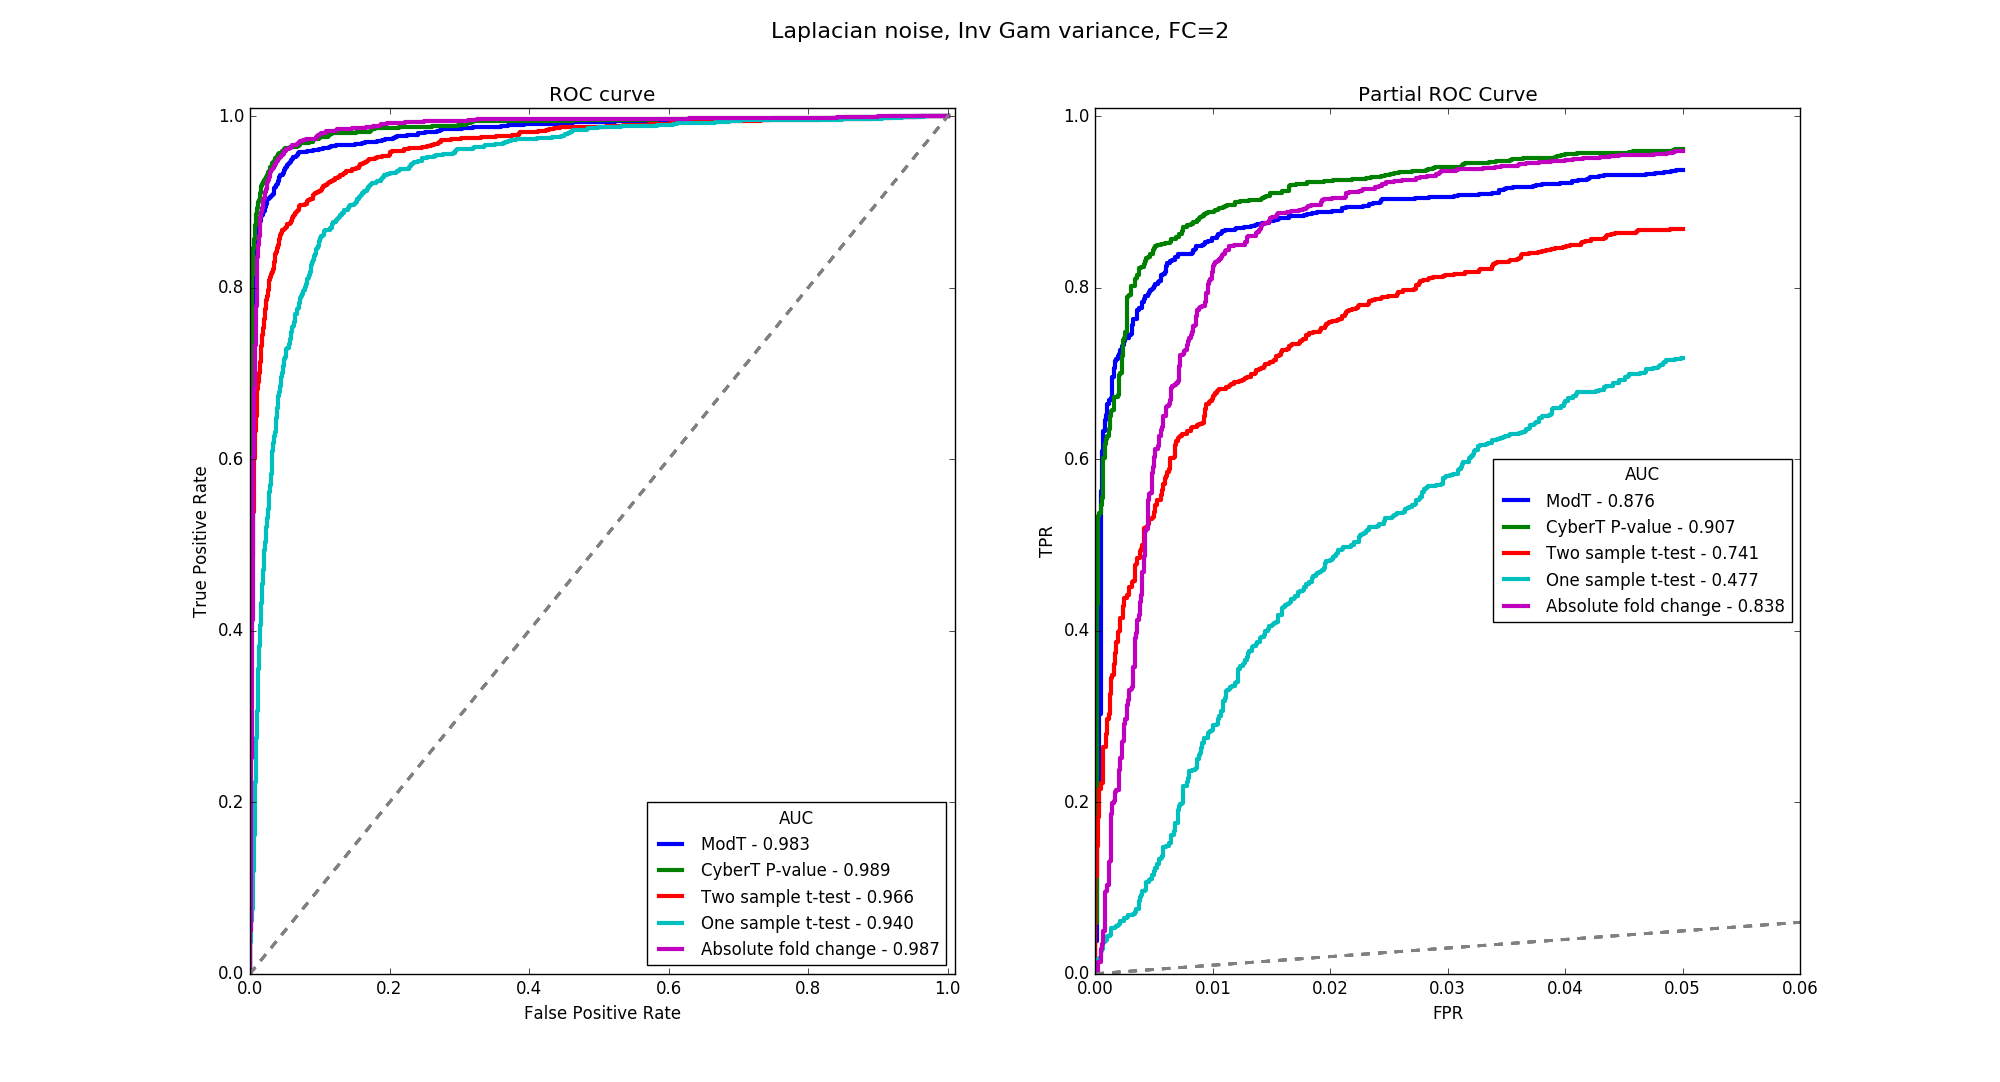 Laplacian noise, Inv Gam variance, FC=2
ROC curve
True Positive Rate
1.0
0.8
0.6
0.4
0.2
0.0
0.0 0.2 0.4 0.6 0.8 1.0
False Positive Rate
AUC
ModT - 0.983
CyberT P-value - 0.989
Two sample t-test - 0.966
One sample t-test - 0.940
Absolute fold change - 0.987
Partial ROC Curve
TPR
1.0
0.8
0.6
0.4
0.2
0.0
0.00 0.01 0.02 0.03 0.04 0.05 0.06
FPR
AUC
ModT - 0.876
CyberT P-value - 0.907
Two sample t-test - 0.741
One sample t-test - 0.477
Absolute fold change - 0.838